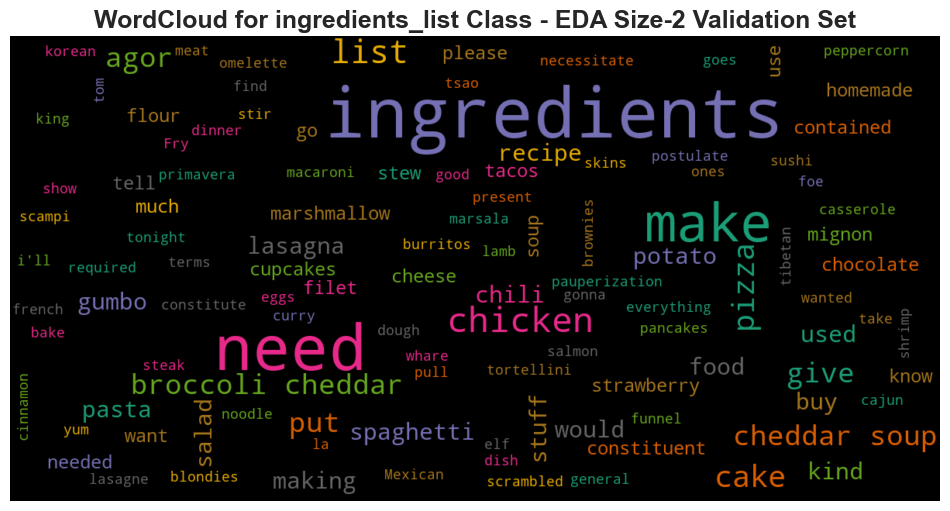 WordCloud for ingredients_list Class - EDA Size-2 Validation Set
korean agor meat omelette list please necessitate goes use peppercorn
tom find tsao homemade
king flour stir dinner Fry go ingredients contained
recipe skins postulate ones sushi
show tell primavera macaroni stew good tacos foe
scampi much marshmallow present marsala soup brownies make casserole
tonight lasagna burritos lamb potato tibetan mignon
i'll required terms cupcakes cheese pizza chocolate
french gumbo constitute eggs filet chili pauperization gonna everything wanted
bake curry need dough chicken pancakes used take shrimp
steak whare pull salmon tortellini food give know
cinnamon broccoli cheddar strawberry buy cajun
pasta salad noodle put la spaghetti stuff would funnel
yum want elf constituent cheddar soup
needed lasagne blondies making Mexican dish scrambled general cake kind